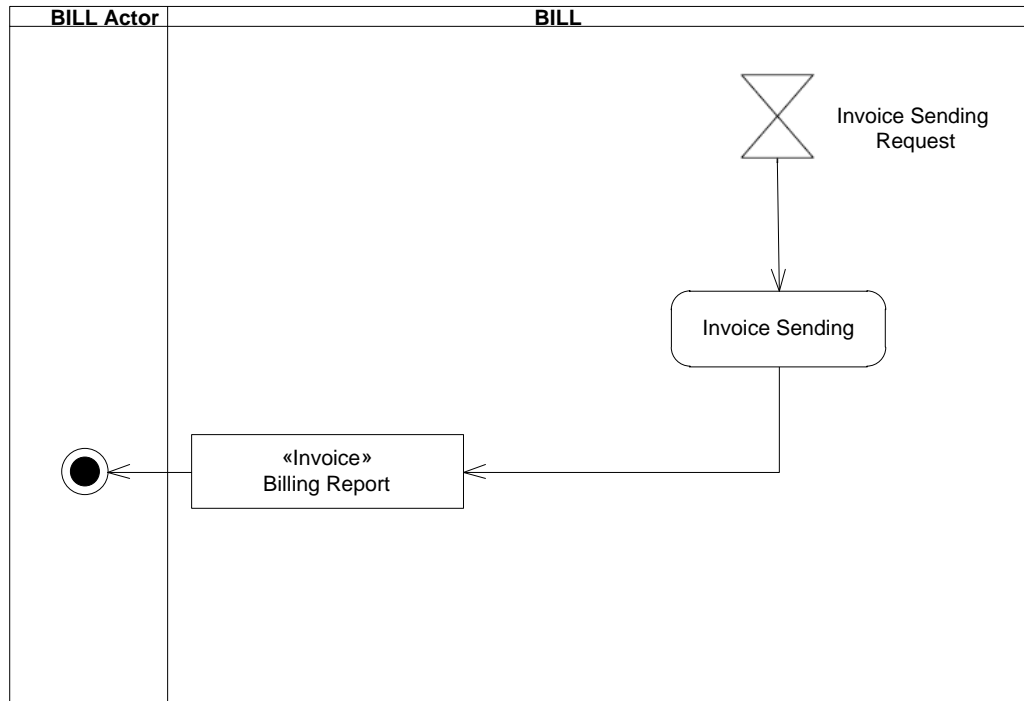 BILL Actor
BILL
Invoice Sending
Request
Invoice Sending
«Invoice»
Billing Report